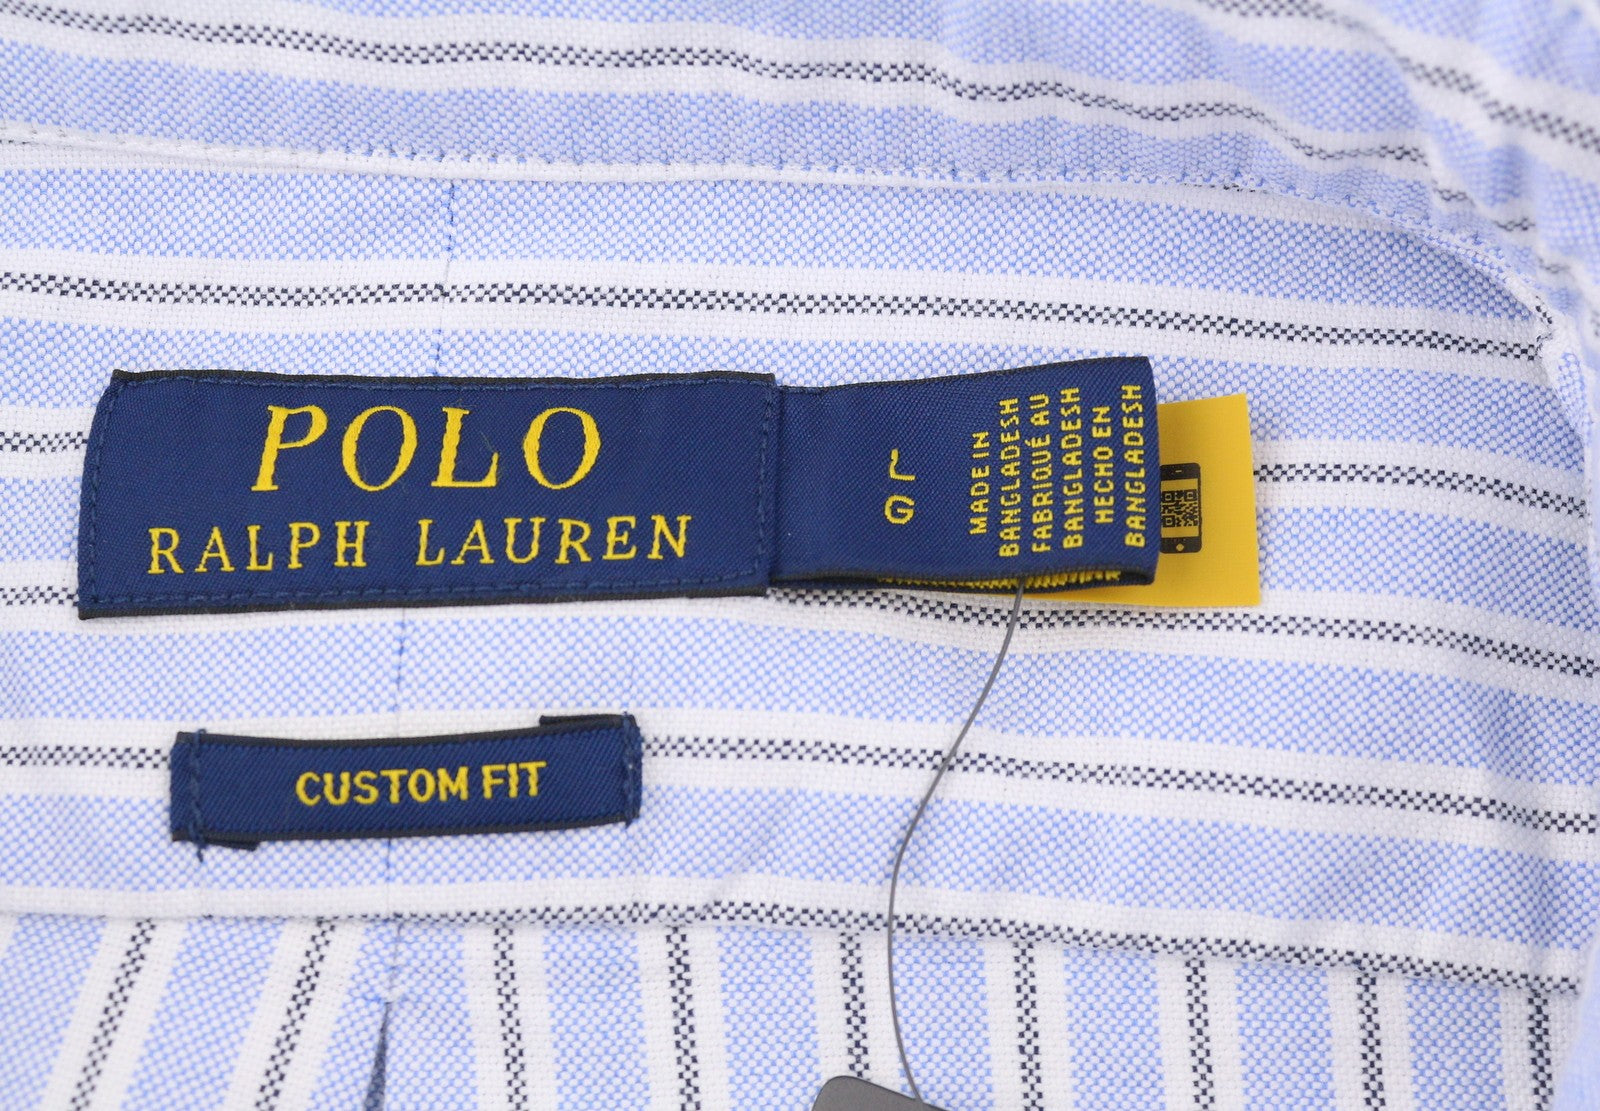 POLO
RALPH LAUREN
L
G
MADE IN
BANGLADESH
FABRIQUÉ AU
BANGLADESH
HECHO EN
BANGLADESH
CUSTOM FIT